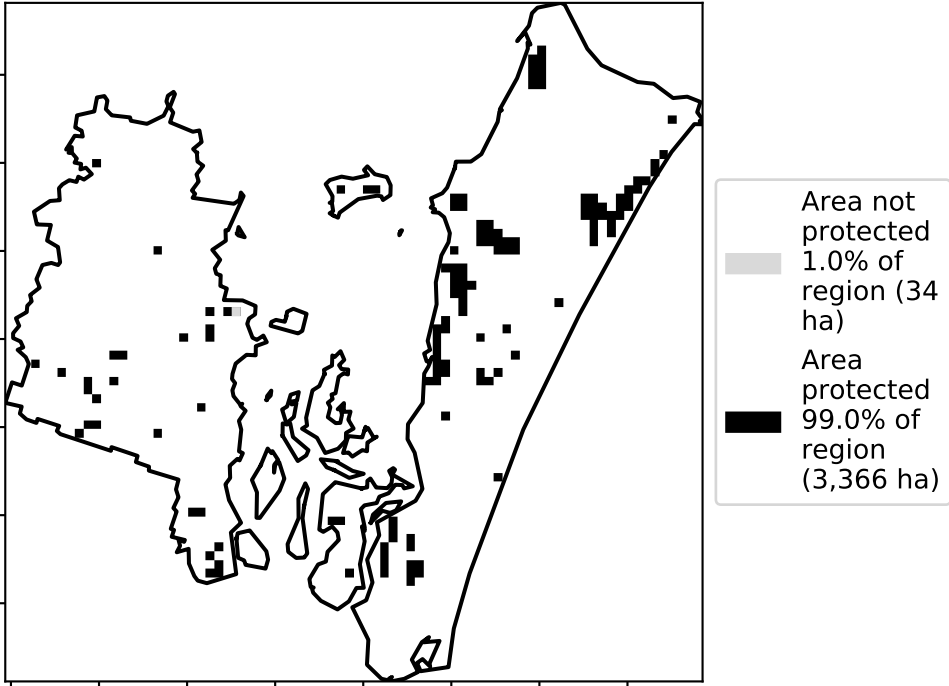 Area not
protected
1.0% of
region (34
ha)
Area
protected
99.0% of
region
(3,366 ha)